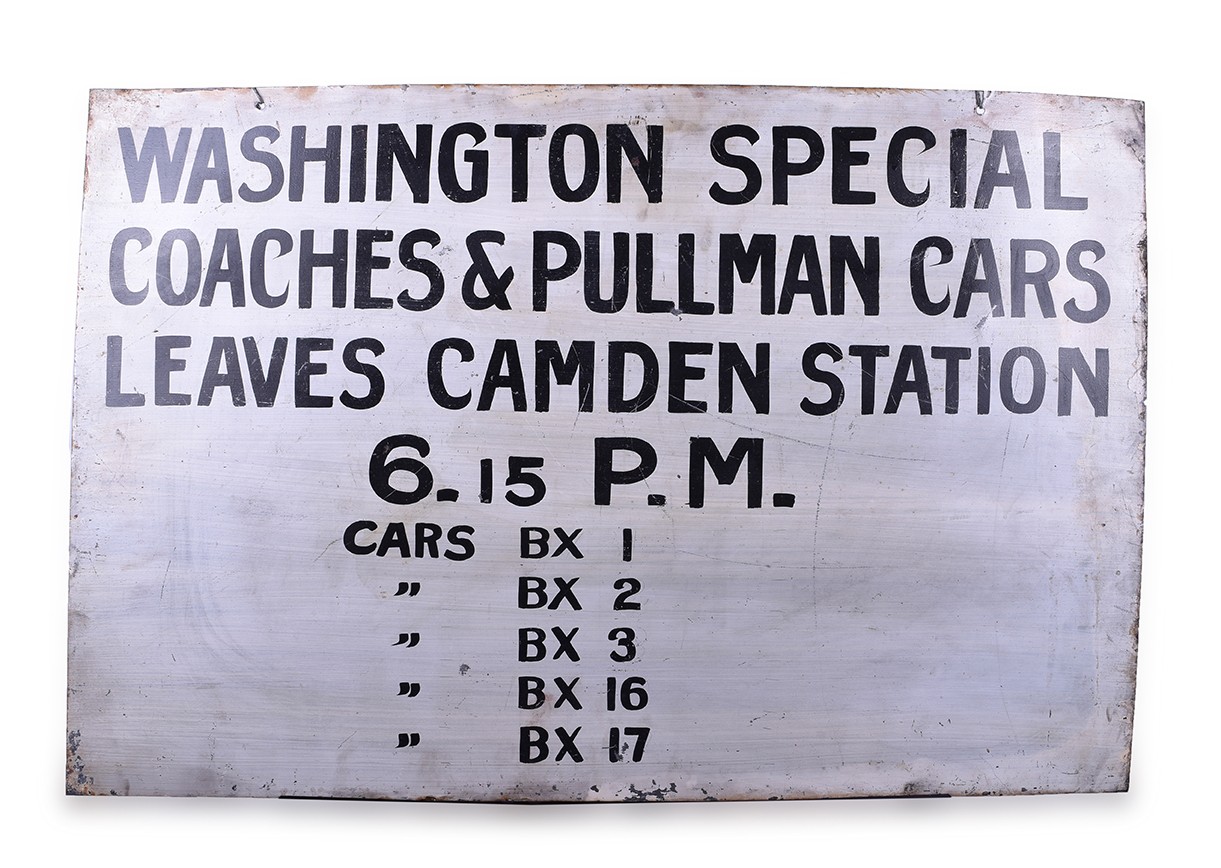 WASHINGTON SPECIAL
COACHES & PULLMAN CARS
LEAVES CAMDEN STATION
6.15 P.M.
CARS BX 1
" BX 2
" BX 3
" BX 16
" BX 17